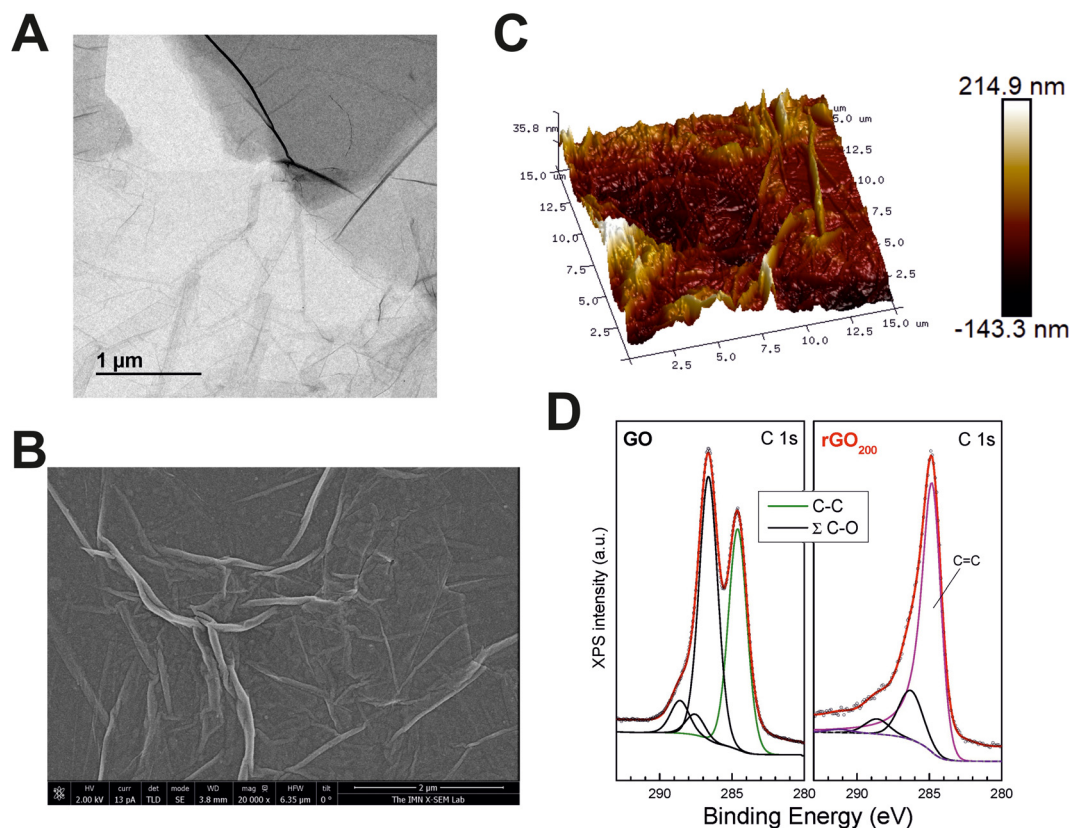 A
1 µm
B
HV curr det mode WD mag HFW tilt
2.00 kV 13 pA TLD SE 3.8 mm 20 000 x 6.35 µm 0 °
2 µm
The IMN X-SEM Lab
C
214.9 nm
-143.3 nm
35.8 nm
15.0 um
12.5
10.0
7.5
5.0
2.5
2.5
5.0
7.5
10.0
12.5
15.0 um
2.5
5.0
7.5
10.0
12.5
5.0 um
um
D
GO C 1s
rGO200 C 1s
C-C
Σ C-O
C=C
XPS intensity (a.u.)
290 285 280
290 285 280
Binding Energy (eV)